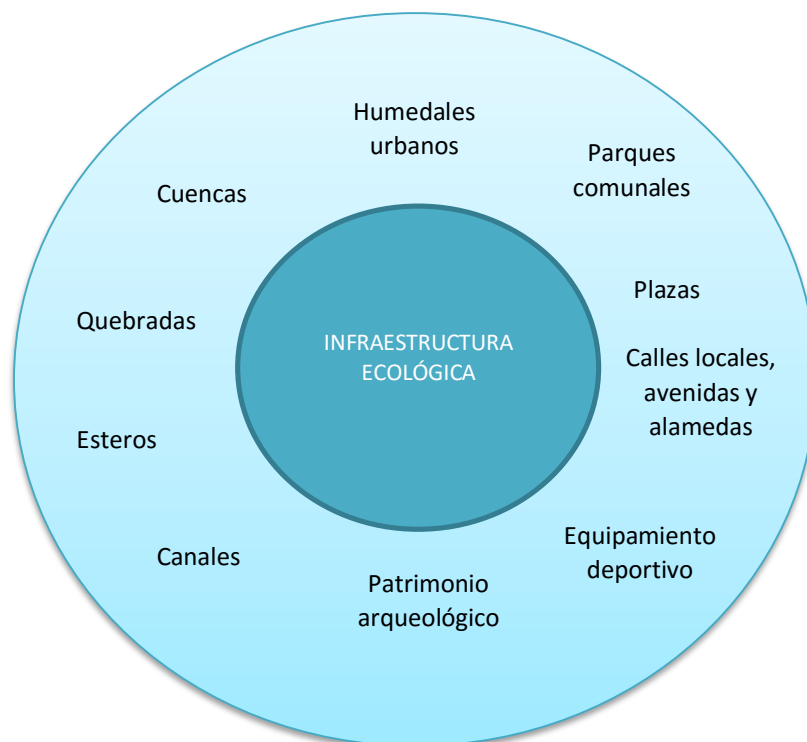 Humedales
urbanos
Parques
comunales
Cuencas
Plazas
Quebradas
INFRAESTRUCTURA
ECOLÓGICA
Calles locales,
avenidas y
alamedas
Esteros
Equipamiento
deportivo
Canales
Patrimonio
arqueológico